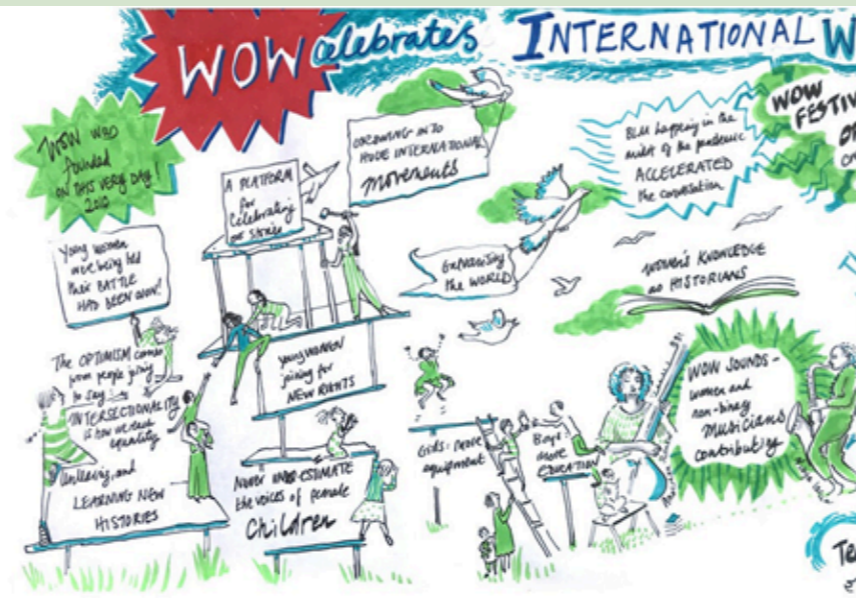 WOW celebrates INTERNATIONAL W
WOW WAS
founded
ON THIS VERY DAY!
2010
A PLATFORM
for
Celebrating
GROWING INTO
HUGE INTERNATIONAL
movements
BLM happening in the
midst of the pandemic
ACCELERATED
the conversation
WOW
FESTIV
Young women
were being told
their BATTLE
HAD BEEN WON!
Galvanising
the WORLD
WOMEN'S KNOWLEDGE
as HISTORIANS
The OPTIMISM comes
from people joining
to say
INTERSECTIONALITY
is how we reach
equality
Unlearning, and
LEARNING NEW
HISTORIES
young WOMEN
joining for
NEW RIGHTS
Never UNDER-ESTIMATE
the voices of female
Children
GIRLS: more
equipment
Boys:
more
EDUCATION
WOW SOUNDS -
women and
non-binary
Musicians
contributing